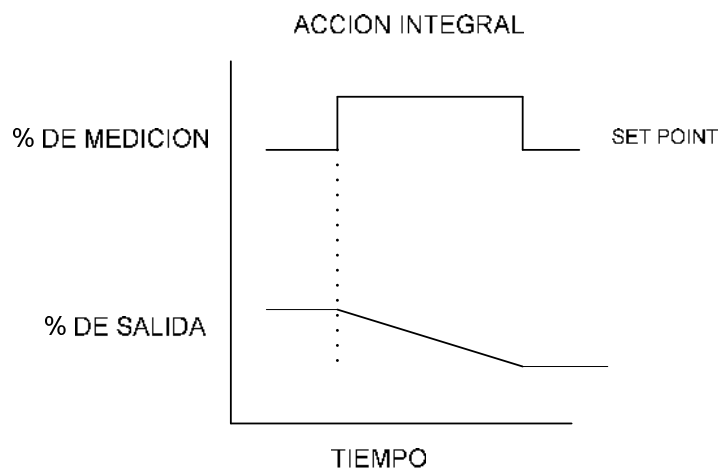 ACCION INTEGRAL
% DE MEDICION
SET POINT
% DE SALIDA
TIEMPO